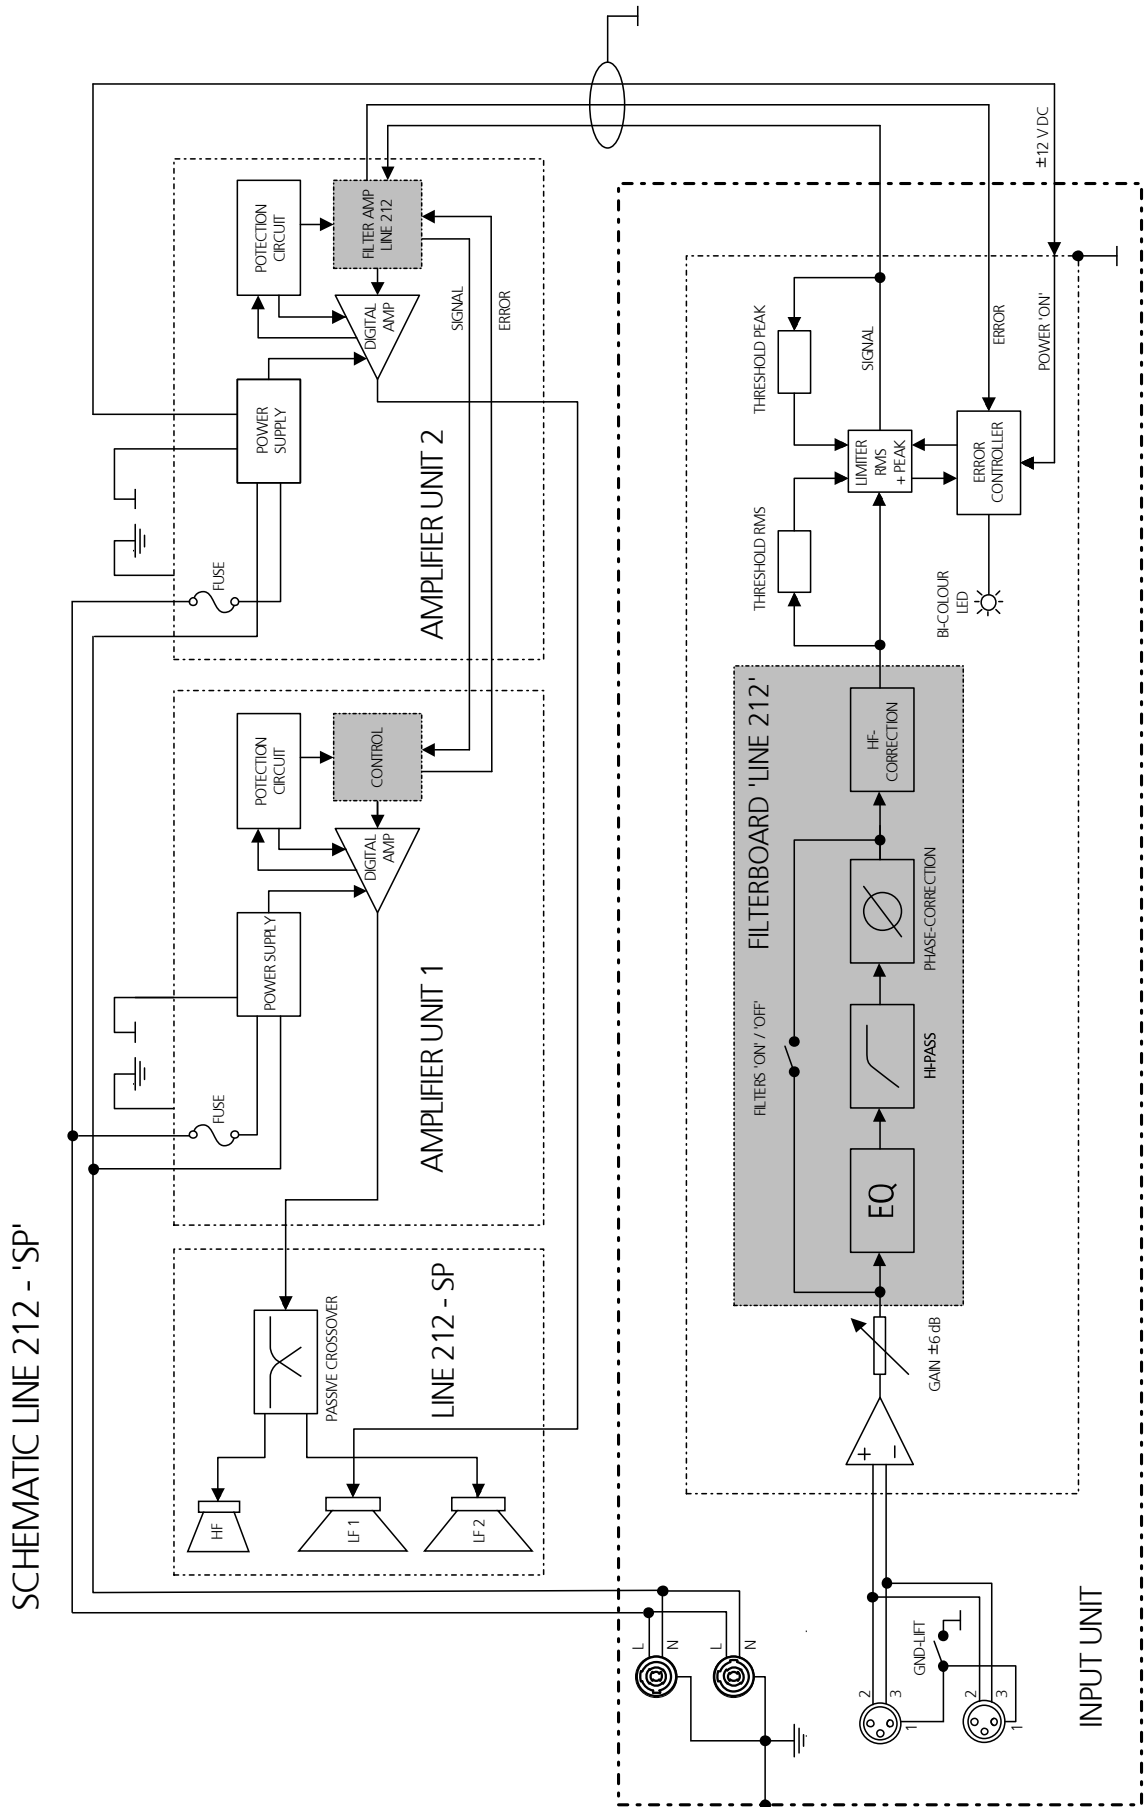 SCHEMATIC LINE 212 - 'SP'
HF
LF 1
LF 2
PASSIVE CROSSOVER
LINE 212 - SP
FUSE
POWER SUPPLY
POTECTION
CIRCUIT
DIGITAL
AMP
CONTROL
AMPLIFIER UNIT 1
FUSE
POWER
SUPPLY
POTECTION
CIRCUIT
DIGITAL
AMP
FILTER AMP
LINE 212
SIGNAL
ERROR
AMPLIFIER UNIT 2
L
N
L
N
2
3
1
GND-LIFT
2
3
1
INPUT UNIT
+
−
GAIN ±6 dB
FILTERBOARD 'LINE 212'
FILTERS 'ON' / 'OFF'
EQ
HI-PASS
PHASE-CORRECTION
HF-
CORRECTION
THRESHOLD RMS
THRESHOLD PEAK
LIMITER
RMS
+ PEAK
SIGNAL
BI-COLOUR
LED
ERROR
CONTROLLER
ERROR
POWER 'ON'
±12 V DC